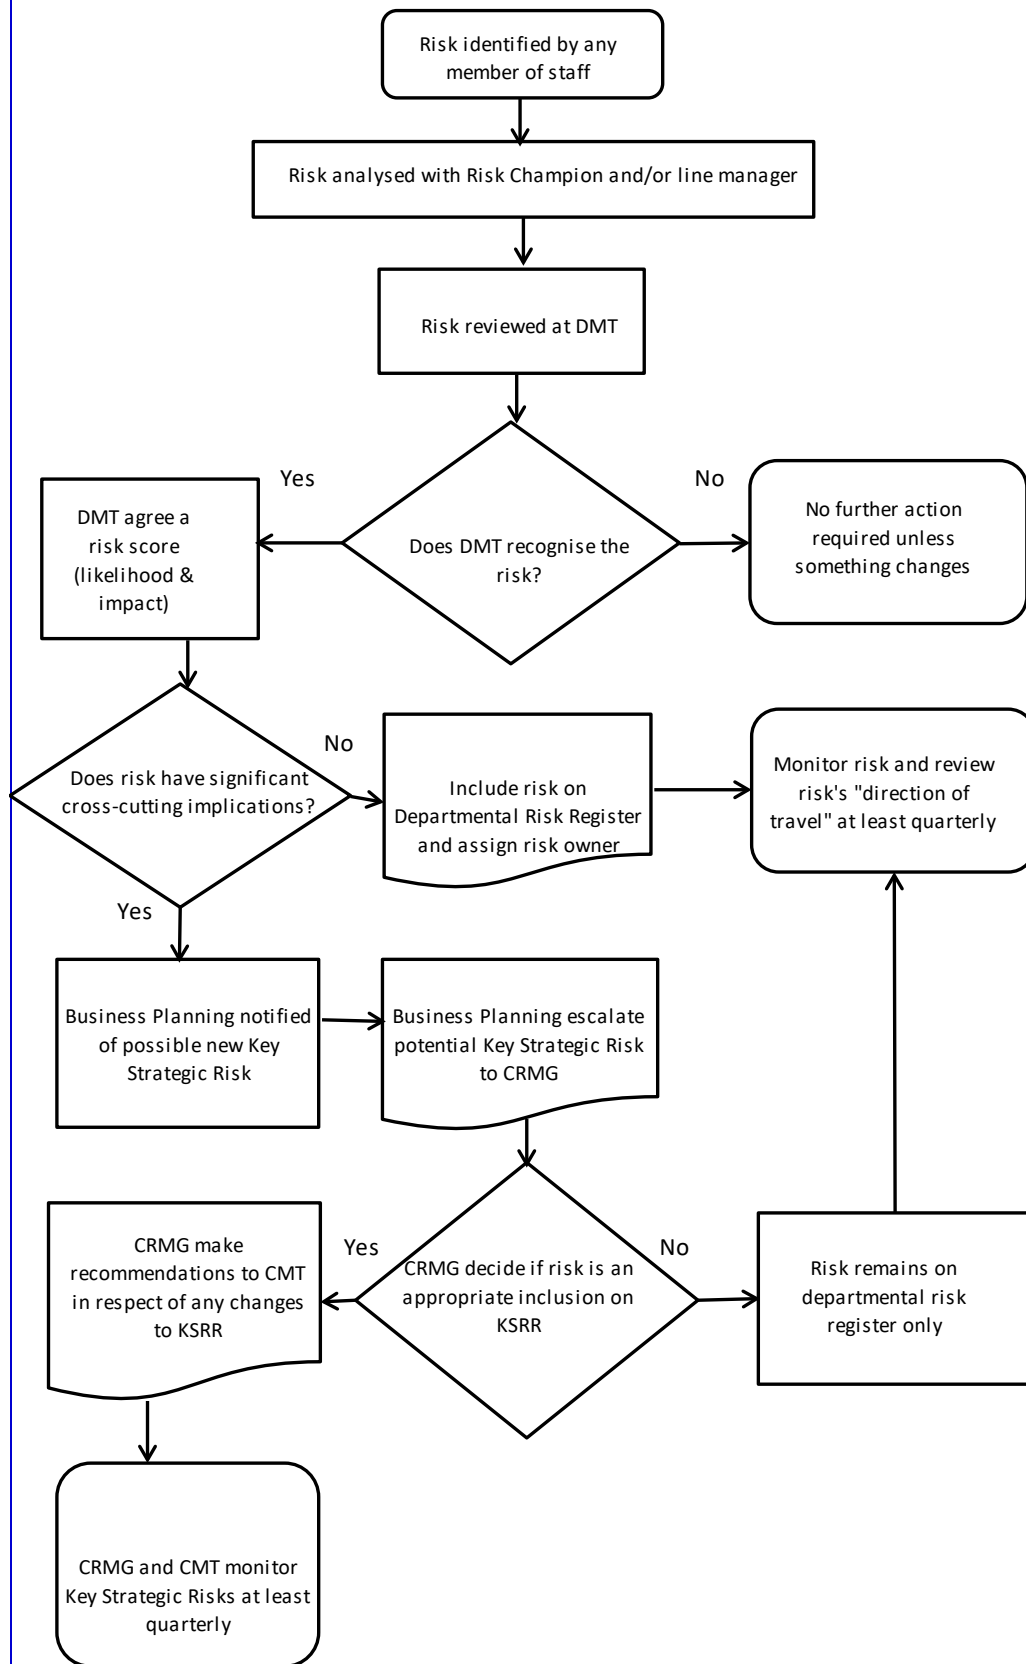 Risk identified by any
member of staff
Risk analysed with Risk Champion and/or line manager
Risk reviewed at DMT
Yes
No
DMT agree a
risk score
(likelihood &
impact)
Does DMT recognise the
risk?
No further action
required unless
something changes
Does risk have significant
cross-cutting implications?
No
Include risk on
Departmental Risk Register
and assign risk owner
Monitor risk and review
risk's "direction of
travel" at least quarterly
Yes
Business Planning notified
of possible new Key
Strategic Risk
Business Planning escalate
potential Key Strategic Risk
to CRMG
CRMG make
recommendations to CMT
in respect of any changes
to KSRR
Yes
CRMG decide if risk is an
appropriate inclusion on
KSRR
No
Risk remains on
departmental risk
register only
CRMG and CMT monitor
Key Strategic Risks at least
quarterly